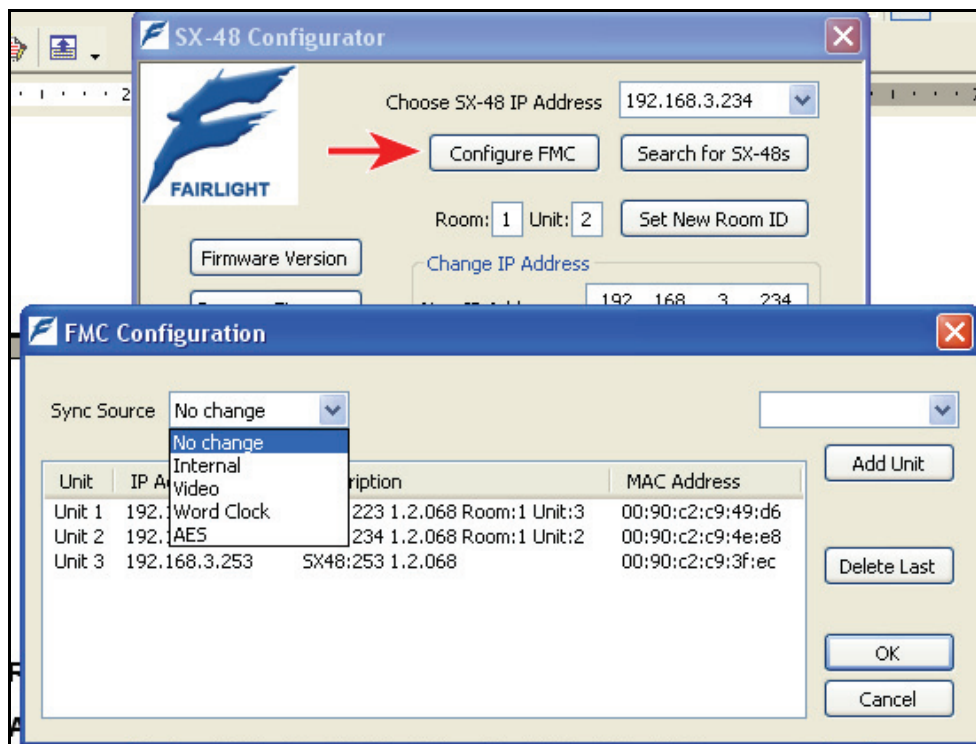 2
SX-48 Configurator
FAIRLIGHT
Choose SX-48 IP Address 192.168.3.234
Configure FMC Search for SX-48s
Room: 1 Unit: 2 Set New Room ID
Firmware Version
Change IP Address
192 168 3 234
FMC Configuration
Sync Source No change
No change
Internal
Video
Word Clock
AES
Add Unit
Unit IP MAC Address
Unit 1 223 1.2.068 Room:1 Unit:3 00:90:c2:c9:49:d6
Unit 2 234 1.2.068 Room:1 Unit:2 00:90:c2:c9:4e:e8
Unit 3 192.168.3.253 SX48:253 1.2.068 00:90:c2:c9:3f:ec
Delete Last
OK
Cancel